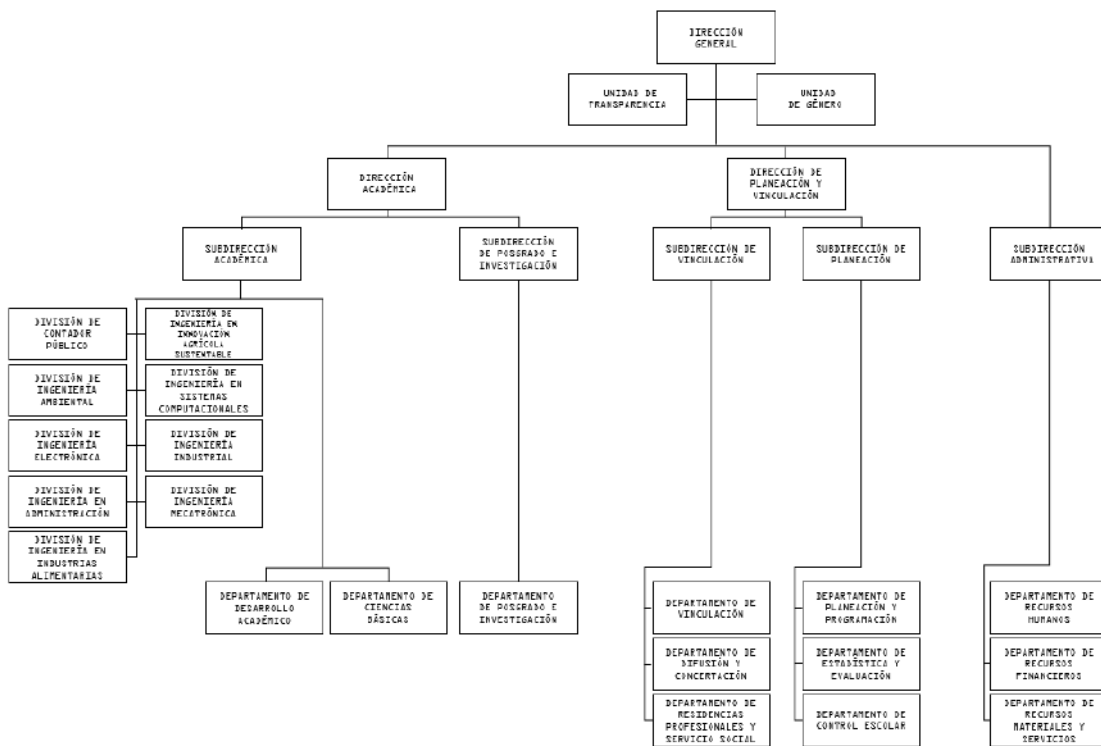 DIRECCIÓN
GENERAL
UNIDAD DE
TRANSPARENCIA
UNIDAD
DE GÉNERO
DIRECCIÓN
ACADÉMICA
DIRECCIÓN DE
PLANEACIÓN Y
VINCULACIÓN
SUBDIRECCIÓN
ACADÉMICA
SUBDIRECCIÓN
DE POSGRADO E
INVESTIGACIÓN
SUBDIRECCIÓN DE
VINCULACIÓN
SUBDIRECCIÓN DE
PLANEACIÓN
SUBDIRECCIÓN
ADMINISTRATIVA
DIVISIÓN DE
CONTADOR
PÚBLICO
DIVISIÓN DE
INGENIERÍA EN
INNOVACIÓN
AGRÍCOLA
SUSTENTABLE
DIVISIÓN DE
INGENIERÍA
AMBIENTAL
DIVISIÓN DE
INGENIERÍA EN
SISTEMAS
COMPUTACIONALES
DIVISIÓN DE
INGENIERÍA
ELECTRÓNICA
DIVISIÓN DE
INGENIERÍA
INDUSTRIAL
DIVISIÓN DE
INGENIERÍA EN
ADMINISTRACIÓN
DIVISIÓN DE
INGENIERÍA
MECATRÓNICA
DIVISIÓN DE
INGENIERÍA EN
INDUSTRIAS
ALIMENTARIAS
DEPARTAMENTO DE
DESARROLLO
ACADÉMICO
DEPARTAMENTO DE
CIENCIAS
BÁSICAS
DEPARTAMENTO
DE POSGRADO E
INVESTIGACIÓN
DEPARTAMENTO DE
VINCULACIÓN
DEPARTAMENTO DE
PLANEACIÓN Y
PROGRAMACIÓN
DEPARTAMENTO DE
RECURSOS
HUMANOS
DEPARTAMENTO DE
DIFUSIÓN Y
CONCERTACIÓN
DEPARTAMENTO DE
ESTADÍSTICA Y
EVALUACIÓN
DEPARTAMENTO DE
RECURSOS
FINANCIEROS
DEPARTAMENTO DE
RESIDENCIAS
PROFESIONALES Y
SERVICIO SOCIAL
DEPARTAMENTO DE
CONTROL ESCOLAR
DEPARTAMENTO DE
RECURSOS
MATERIALES Y
SERVICIOS